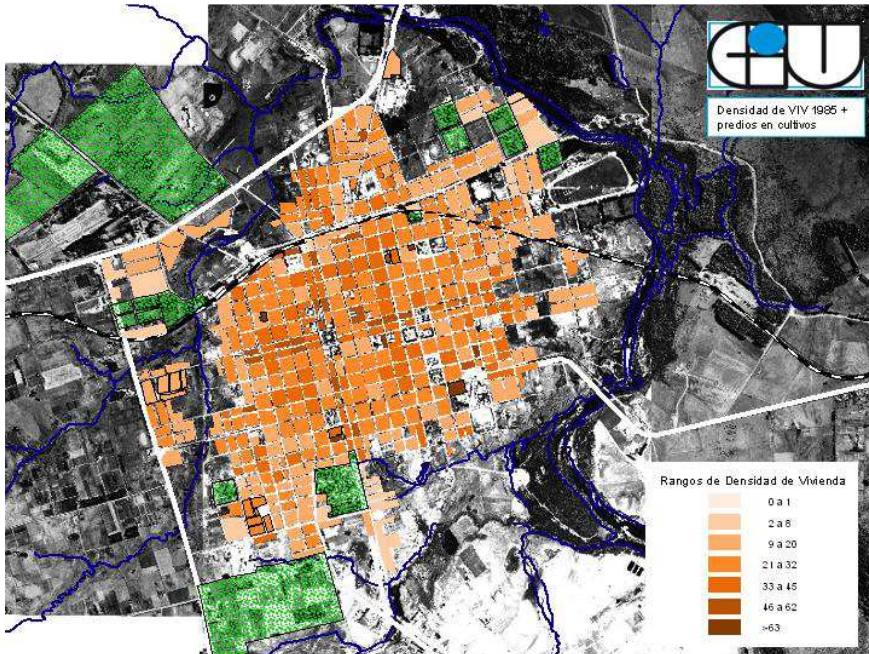 CIU
Densidad de VIV 1985 +
predios en cultivos
Rangos de Densidad de Vivienda
0 a 1
2 a 8
9 a 20
21 a 32
33 a 45
46 a 62
>63